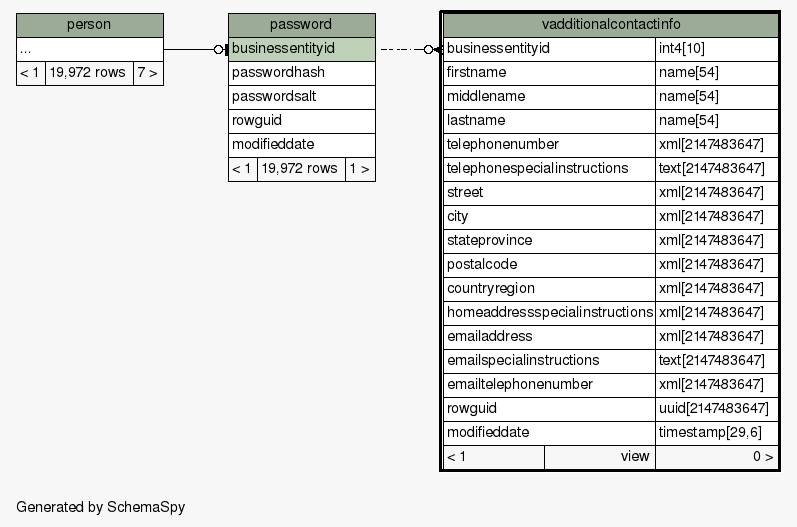 person
...
< 1 19,972 rows 7 >
password
businessentityid
passwordhash
passwordsalt
rowguid
modifieddate
< 1 19,972 rows 1 >
vadditionalcontactinfo
businessentityid int4[10]
firstname name[54]
middlename name[54]
lastname name[54]
telephonenumber xml[2147483647]
telephonespecialinstructions text[2147483647]
street xml[2147483647]
city xml[2147483647]
stateprovince xml[2147483647]
postalcode xml[2147483647]
countryregion xml[2147483647]
homeaddressspecialinstructions xml[2147483647]
emailaddress xml[2147483647]
emailspecialinstructions text[2147483647]
emailtelephonenumber xml[2147483647]
rowguid uuid[2147483647]
modifieddate timestamp[29,6]
< 1 view 0 >
Generated by SchemaSpy